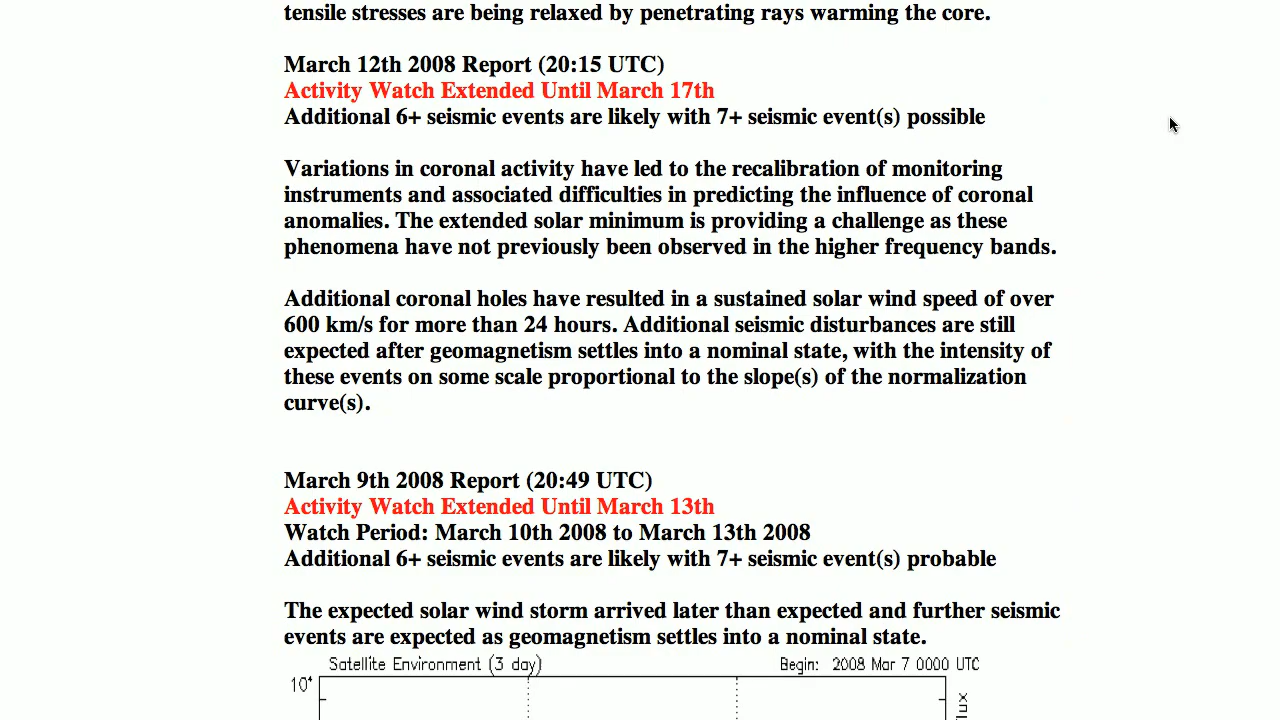 tensile stresses are being relaxed by penetrating rays warming the core.
March 12th 2008 Report (20:15 UTC)
Activity Watch Extended Until March 17th
Additional 6+ seismic events are likely with 7+ seismic event(s) possible
Variations in coronal activity have led to the recalibration of monitoring
instruments and associated difficulties in predicting the influence of coronal
anomalies. The extended solar minimum is providing a challenge as these
phenomena have not previously been observed in the higher frequency bands.
Additional coronal holes have resulted in a sustained solar wind speed of over
600 km/s for more than 24 hours. Additional seismic disturbances are still
expected after geomagnetism settles into a nominal state, with the intensity of
these events on some scale proportional to the slope(s) of the normalization
curve(s).
March 9th 2008 Report (20:49 UTC)
Activity Watch Extended Until March 13th
Watch Period: March 10th 2008 to March 13th 2008
Additional 6+ seismic events are likely with 7+ seismic event(s) probable
The expected solar wind storm arrived later than expected and further seismic
events are expected as geomagnetism settles into a nominal state.
Satellite Environment (3 day) Begin: 2008 Mar 7 0000 UTC
10⁴